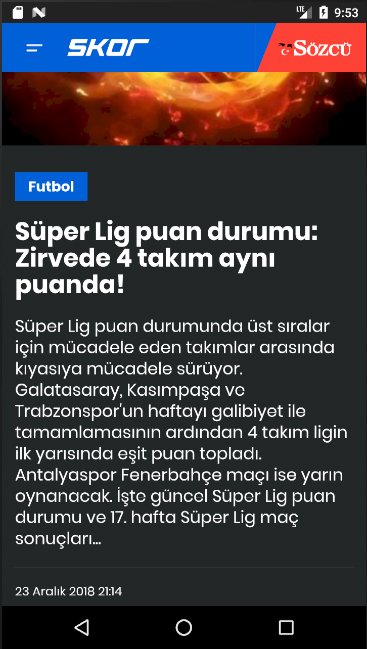 LTE 9:53
SKOR SÖZCÜ
Futbol
Süper Lig puan durumu:
Zirvede 4 takım aynı
puanda!
Süper Lig puan durumunda üst sıralar
için mücadele eden takımlar arasında
kıyasıya mücadele sürüyor.
Galatasaray, Kasımpaşa ve
Trabzonspor'un haftayı galibiyet ile
tamamlamasının ardından 4 takım ligin
ilk yarısında eşit puan topladı.
Antalyaspor Fenerbahçe maçı ise yarın
oynanacak. İşte güncel Süper Lig puan
durumu ve 17. hafta Süper Lig maç
sonuçları...
23 Aralık 2018 21:14